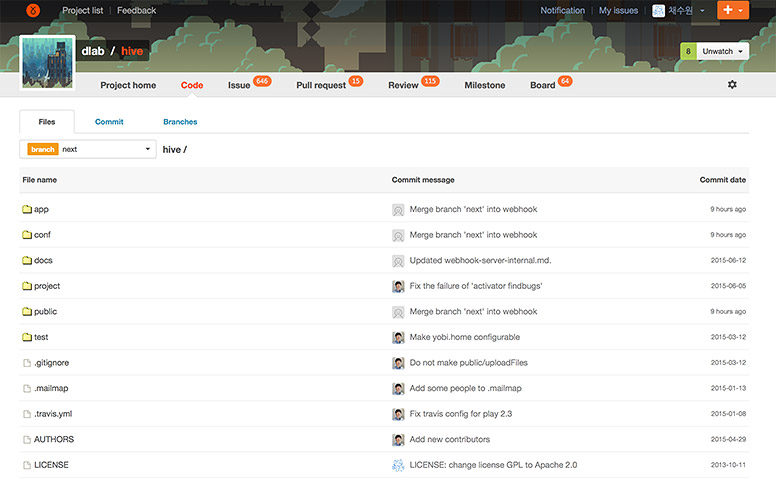 Project list | Feedback Notification | My issues | 채수원
dlab / hive 8 Unwatch
Project home Code Issue 646 Pull request 15 Review 115 Milestone Board 64
Files Commit Branches
branch next hive /
File name Commit message Commit date
app Merge branch 'next' into webhook 9 hours ago
conf Merge branch 'next' into webhook 9 hours ago
docs Updated webhook-server-internal.md. 2015-06-12
project Fix the failure of 'activator findbugs' 2015-06-05
public Merge branch 'next' into webhook 9 hours ago
test Make yobi.home configurable 2015-03-12
.gitignore Do not make public/uploadFiles 2015-03-12
.mailmap Add some people to .mailmap 2015-01-13
.travis.yml Fix travis config for play 2.3 2015-01-08
AUTHORS Add new contributors 2015-04-29
LICENSE LICENSE: change license GPL to Apache 2.0 2013-10-11